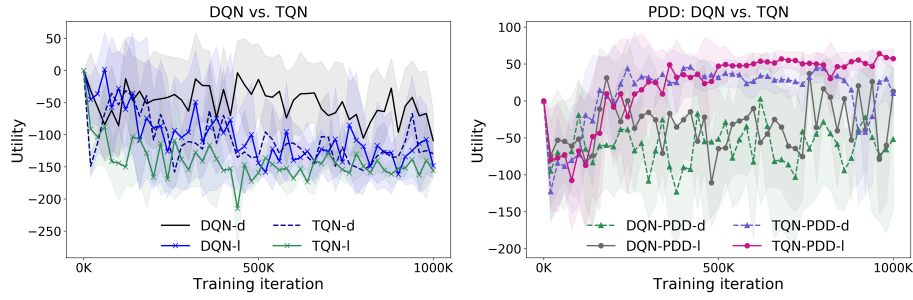 DQN vs. TQN
50
0
−50
−100
−150
−200
−250
Utility
DQN-d
DQN-l
TQN-d
TQN-l
0K
500K
1000K
Training iteration
PDD: DQN vs. TQN
100
50
0
−50
−100
−150
−200
Utility
DQN-PDD-d
DQN-PDD-l
TQN-PDD-d
TQN-PDD-l
0K
500K
1000K
Training iteration